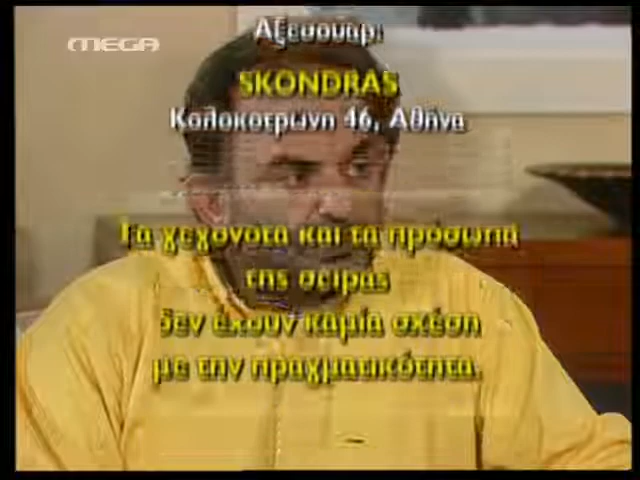 MEGA
Αξεσουάρ:
SKONDRAS
Κολοκοτρώνη 46, Αθήνα
Τα γεγονότα και τα πρόσωπα
της σειράς
δεν έχουν καμία σχέση
με την πραγματικότητα.